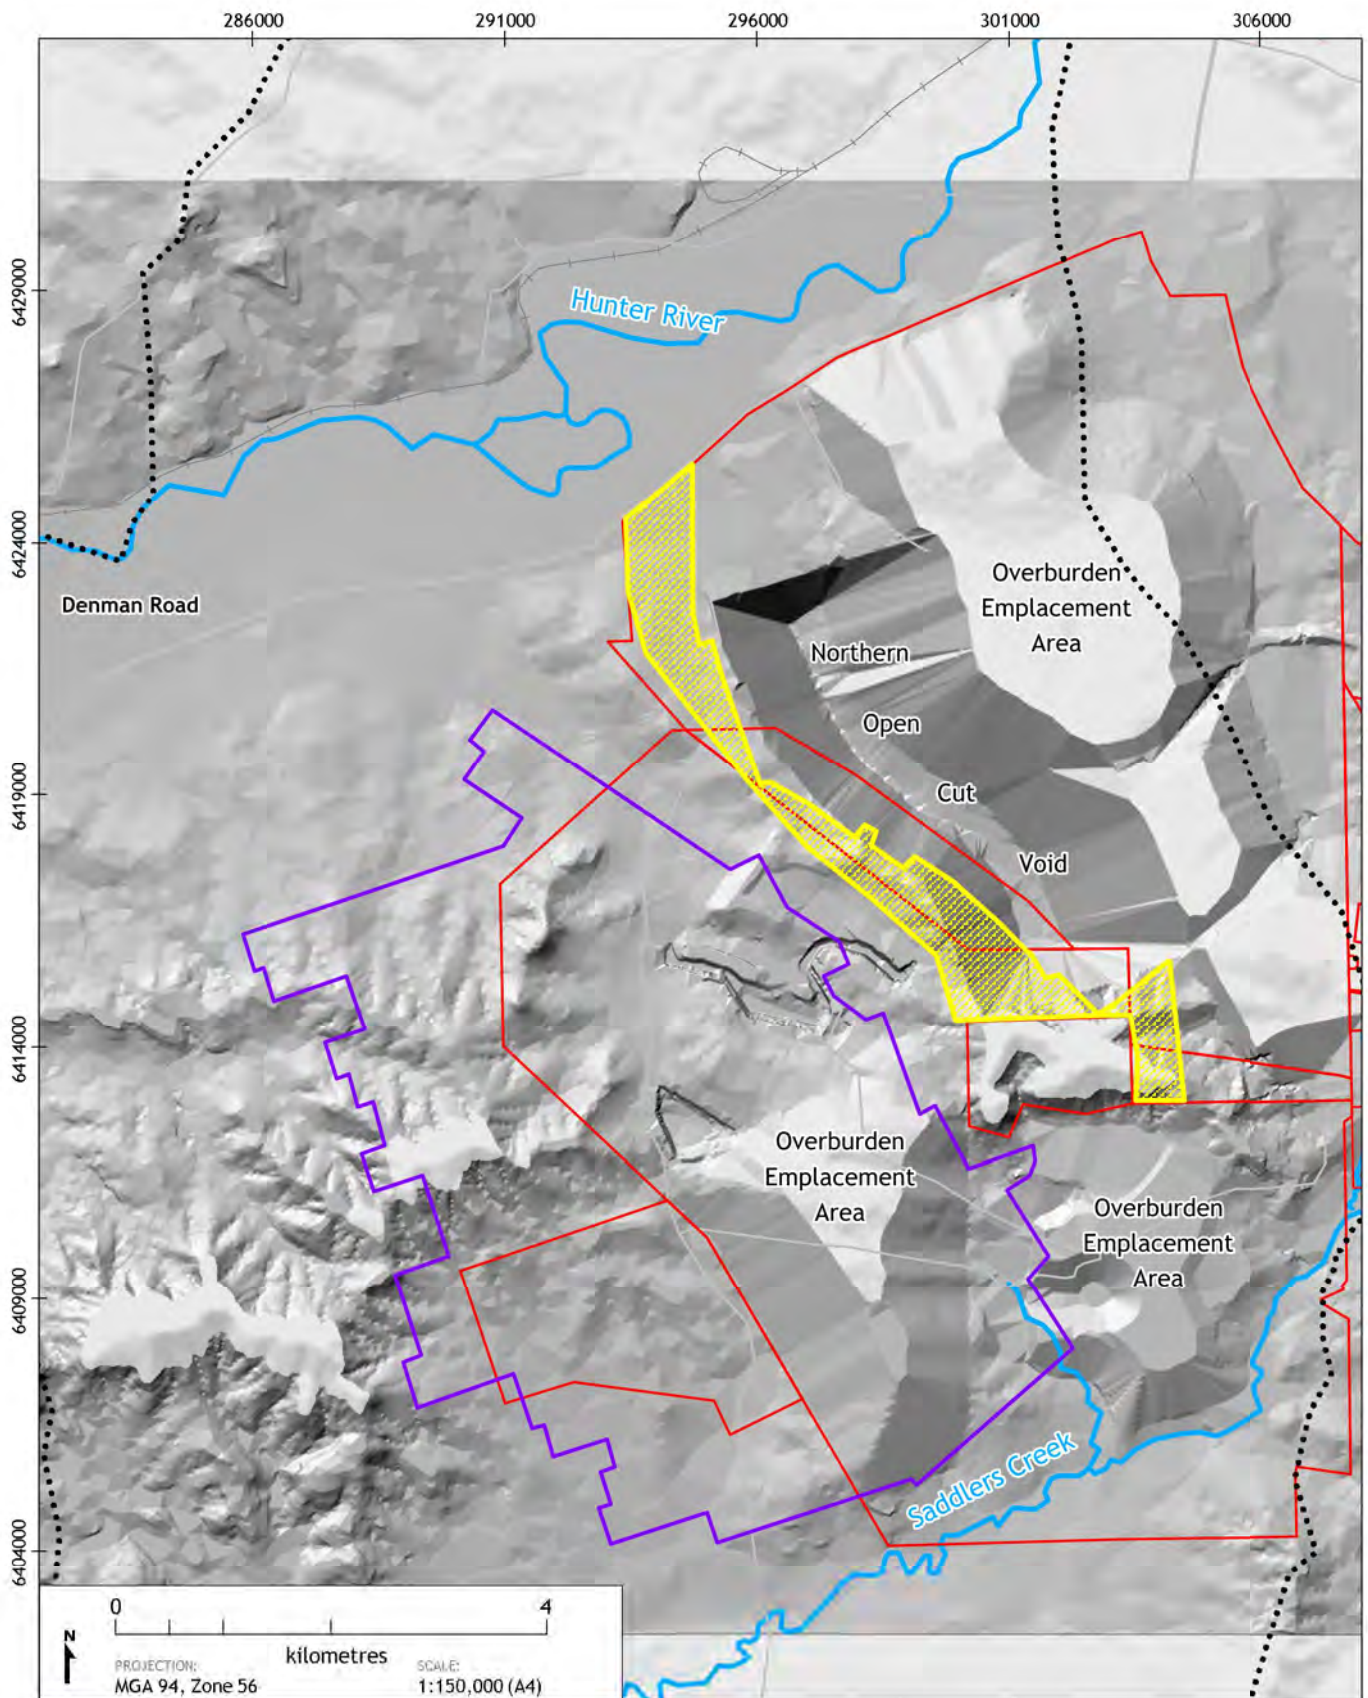 286000 291000 296000 301000 306000
6429000
Hunter River
6424000
Denman Road
Overburden
Emplacement
Area
Northern
Open
Cut
Void
6419000
6414000
Overburden
Emplacement
Area
Overburden
Emplacement
Area
6409000
Saddlers Creek
6404000
0 4
kilometres
N
PROJECTION:
MGA 94, Zone 56
SCALE:
1:150,000 (A4)